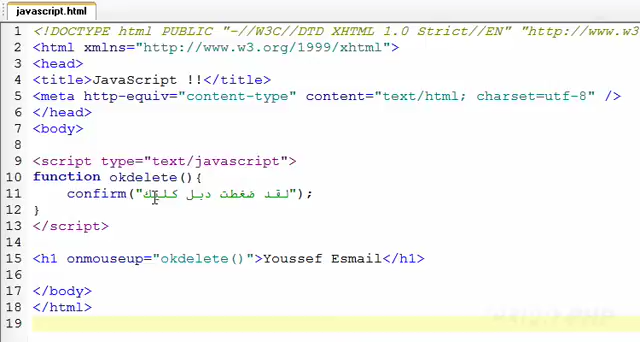 javascript.html
1 <!DOCTYPE html PUBLIC "-//W3C//DTD XHTML 1.0 Strict//EN" "http://www.w3
2 <html xmlns="http://www.w3.org/1999/xhtml">
3 <head>
4 <title>JavaScript !!</title>
5 <meta http-equiv="content-type" content="text/html; charset=utf-8" />
6 </head>
7 <body>
8
9 <script type="text/javascript">
10 function okdelete(){
11 confirm("لقد ضغطت دبل كليك");
12 }
13 </script>
14
15 <h1 onmouseup="okdelete()">Youssef Esmail</h1>
16
17 </body>
18 </html>
19
PHP